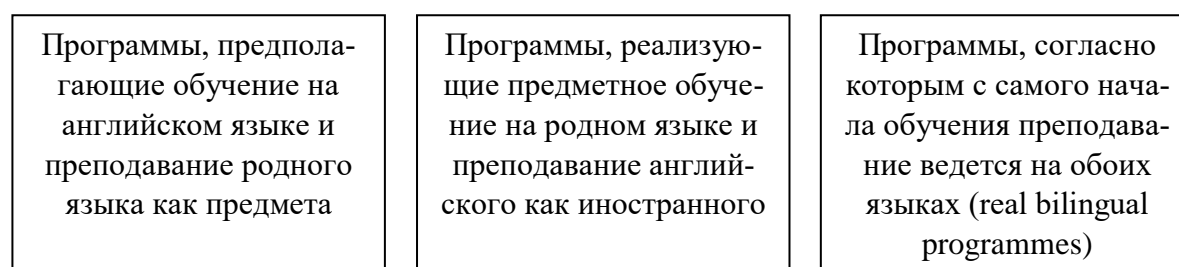 Программы, предпола-
гающие обучение на
английском языке и
преподавание родного
языка как предмета
Программы, реализую-
щие предметное обуче-
ние на родном языке и
преподавание англий-
ского как иностранного
Программы, согласно
которым с самого нача-
ла обучения преподава-
ние ведется на обоих
языках (real bilingual
programmes)